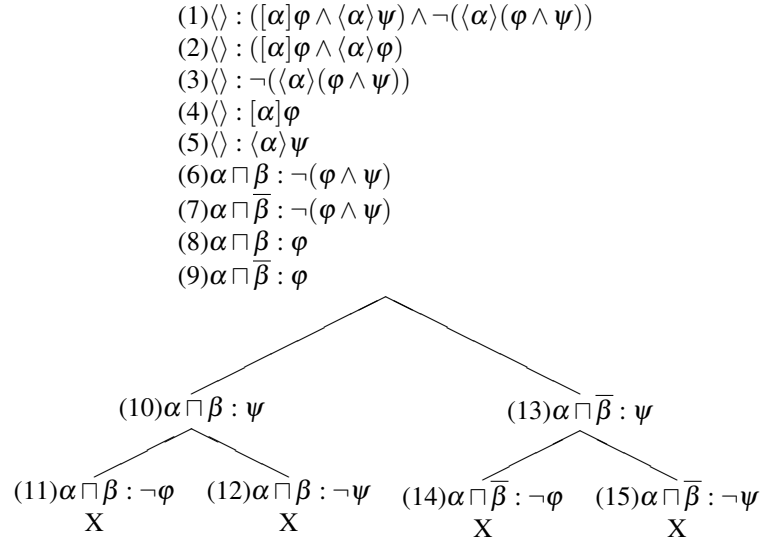 (1)⟨⟩ : ([α]φ ∧ ⟨α⟩ψ) ∧ ¬(⟨α⟩(φ ∧ ψ))
(2)⟨⟩ : ([α]φ ∧ ⟨α⟩φ)
(3)⟨⟩ : ¬(⟨α⟩(φ ∧ ψ))
(4)⟨⟩ : [α]φ
(5)⟨⟩ : ⟨α⟩ψ
(6)α ⊓ β : ¬(φ ∧ ψ)
(7)α ⊓ β̅ : ¬(φ ∧ ψ)
(8)α ⊓ β : φ
(9)α ⊓ β̅ : φ
(10)α ⊓ β : ψ (13)α ⊓ β̅ : ψ
(11)α ⊓ β : ¬φ (12)α ⊓ β : ¬ψ (14)α ⊓ β̅ : ¬φ (15)α ⊓ β̅ : ¬ψ
X X X X